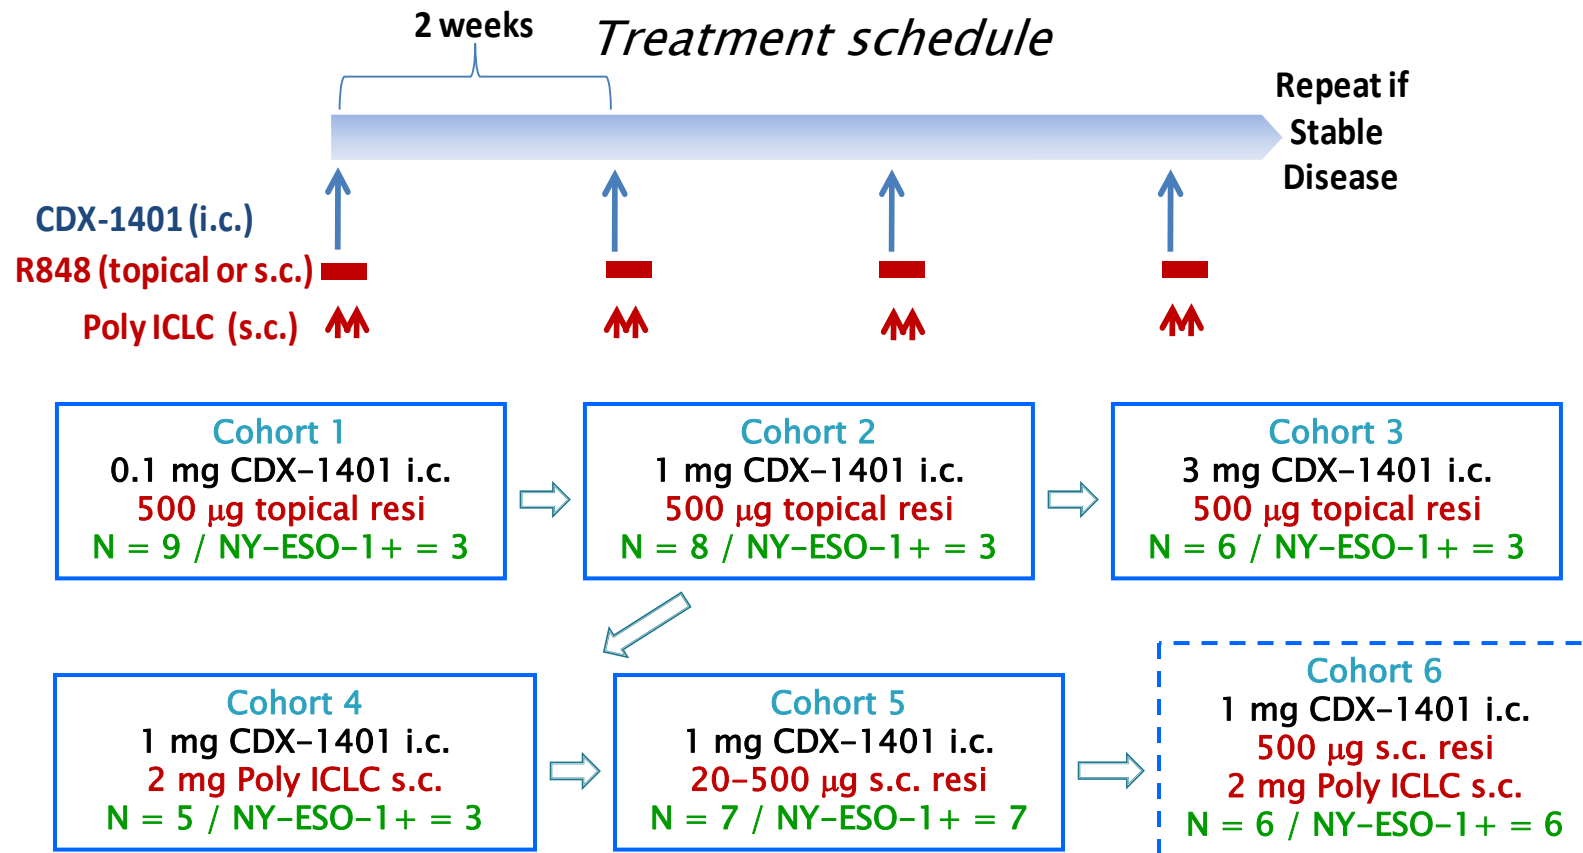 2 weeks
Treatment schedule
Repeat if
Stable
Disease
CDX-1401 (i.c.)
R848 (topical or s.c.)
Poly ICLC (s.c.)
Cohort 1
0.1 mg CDX-1401 i.c.
500 μg topical resi
N = 9 / NY-ESO-1+ = 3
Cohort 2
1 mg CDX-1401 i.c.
500 μg topical resi
N = 8 / NY-ESO-1+ = 3
Cohort 3
3 mg CDX-1401 i.c.
500 μg topical resi
N = 6 / NY-ESO-1+ = 3
Cohort 4
1 mg CDX-1401 i.c.
2 mg Poly ICLC s.c.
N = 5 / NY-ESO-1+ = 3
Cohort 5
1 mg CDX-1401 i.c.
20-500 μg s.c. resi
N = 7 / NY-ESO-1+ = 7
Cohort 6
1 mg CDX-1401 i.c.
500 μg s.c. resi
2 mg Poly ICLC s.c.
N = 6 / NY-ESO-1+ = 6